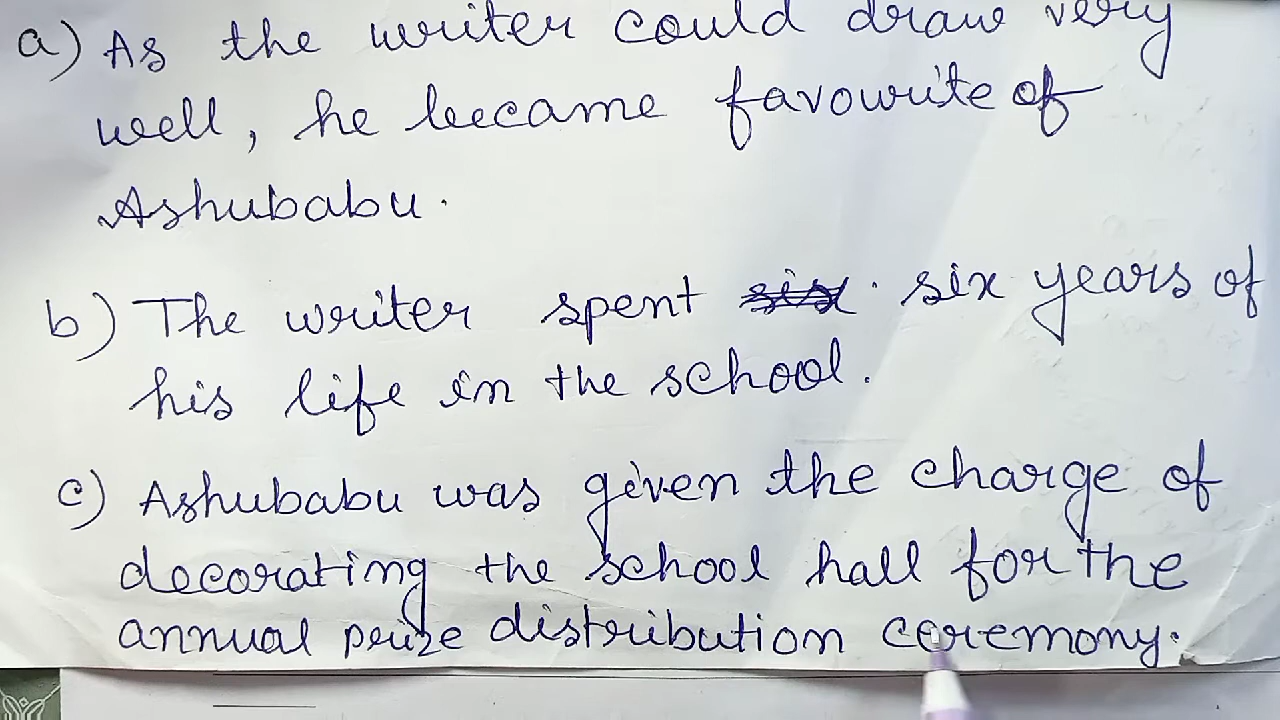 a) As the writer could draw very
well, he became favourite of
Ashubabu.
b) The writer spent six years of
his life in the school.
c) Ashubabu was given the charge of
decorating the school hall for the
annual prize distribution ceremony.